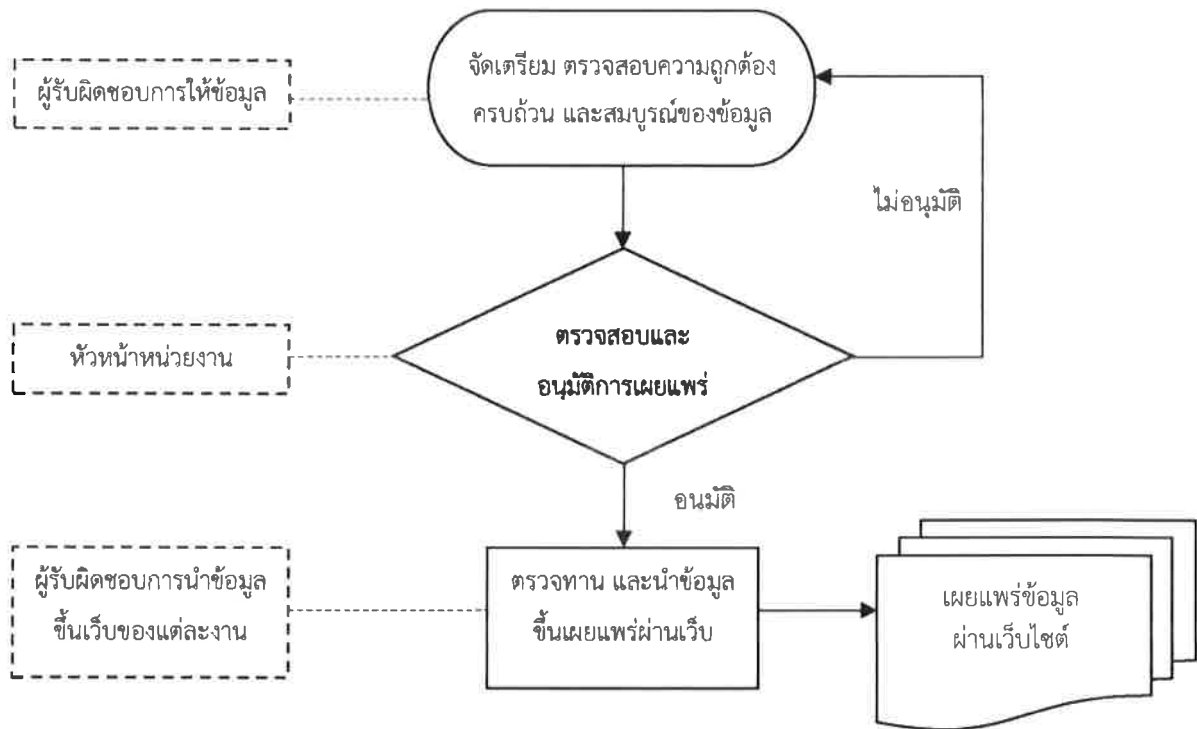 จัดเตรียม ตรวจสอบความถูกต้อง
ครบถ้วน และสมบูรณ์ของข้อมูล
ผู้รับผิดชอบการให้ข้อมูล
ไม่อนุมัติ
ตรวจสอบและ
อนุมัติการเผยแพร่
หัวหน้าหน่วยงาน
อนมัติ
ผู้รับผิดชอบการนำข้อมูล
ขึ้นเว็บของแต่ละงาน
ตรวจทาน และนำข้อมูล
ขึ้นเผยแพร่ผ่านเว็บ
เผยแพร่ข้อมูล
ผ่านเว็บไซต์